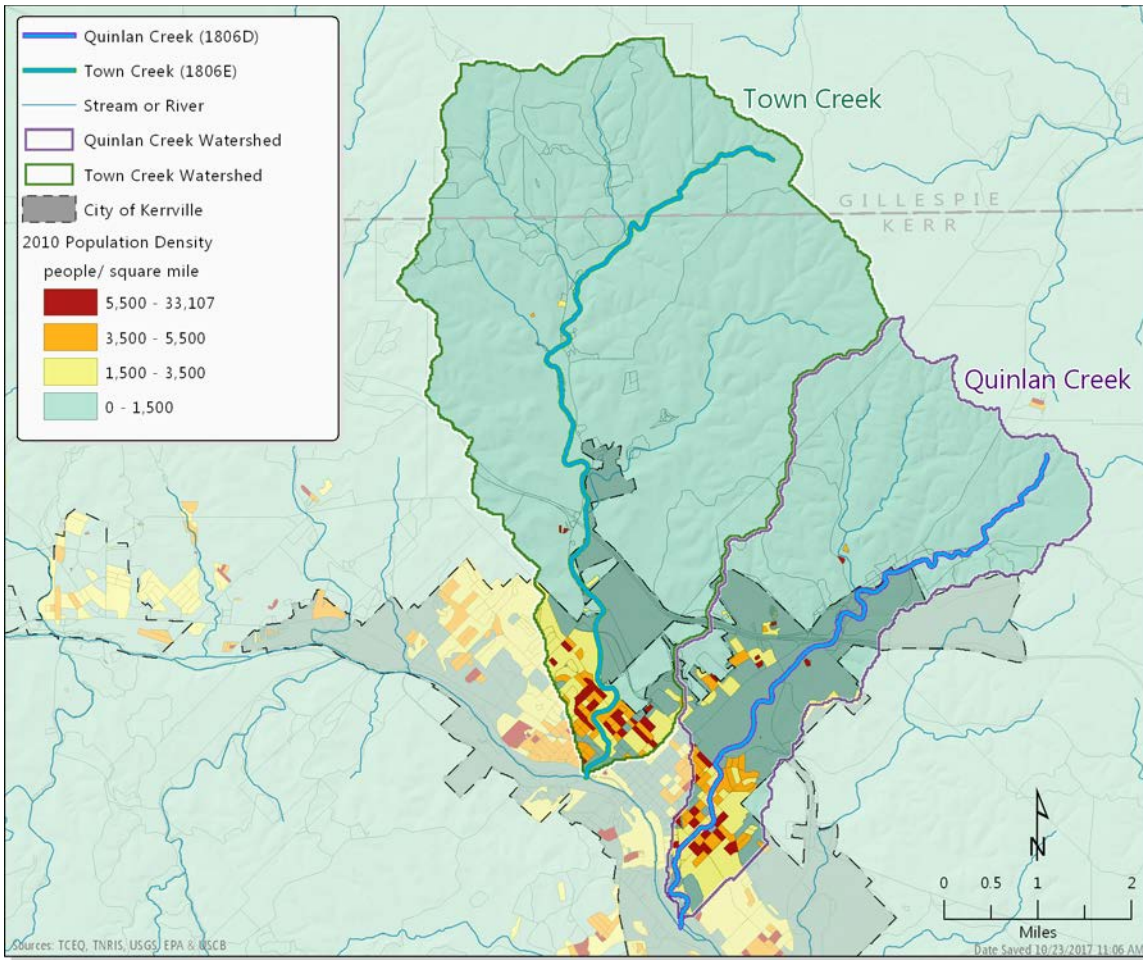 Quinlan Creek (1806D)
Town Creek (1806E)
Stream or River
Quinlan Creek Watershed
Town Creek Watershed
City of Kerrville
2010 Population Density
people/ square mile
5,500 - 33,107
3,500 - 5,500
1,500 - 3,500
0 - 1,500
Town Creek
GILLESPIE
KERR
Quinlan Creek
N
0 0.5 1 2
Miles
Sources: TCEQ, TNRIS, USGS, EPA & USCB
Date Saved 10/23/2017 11:06 AM